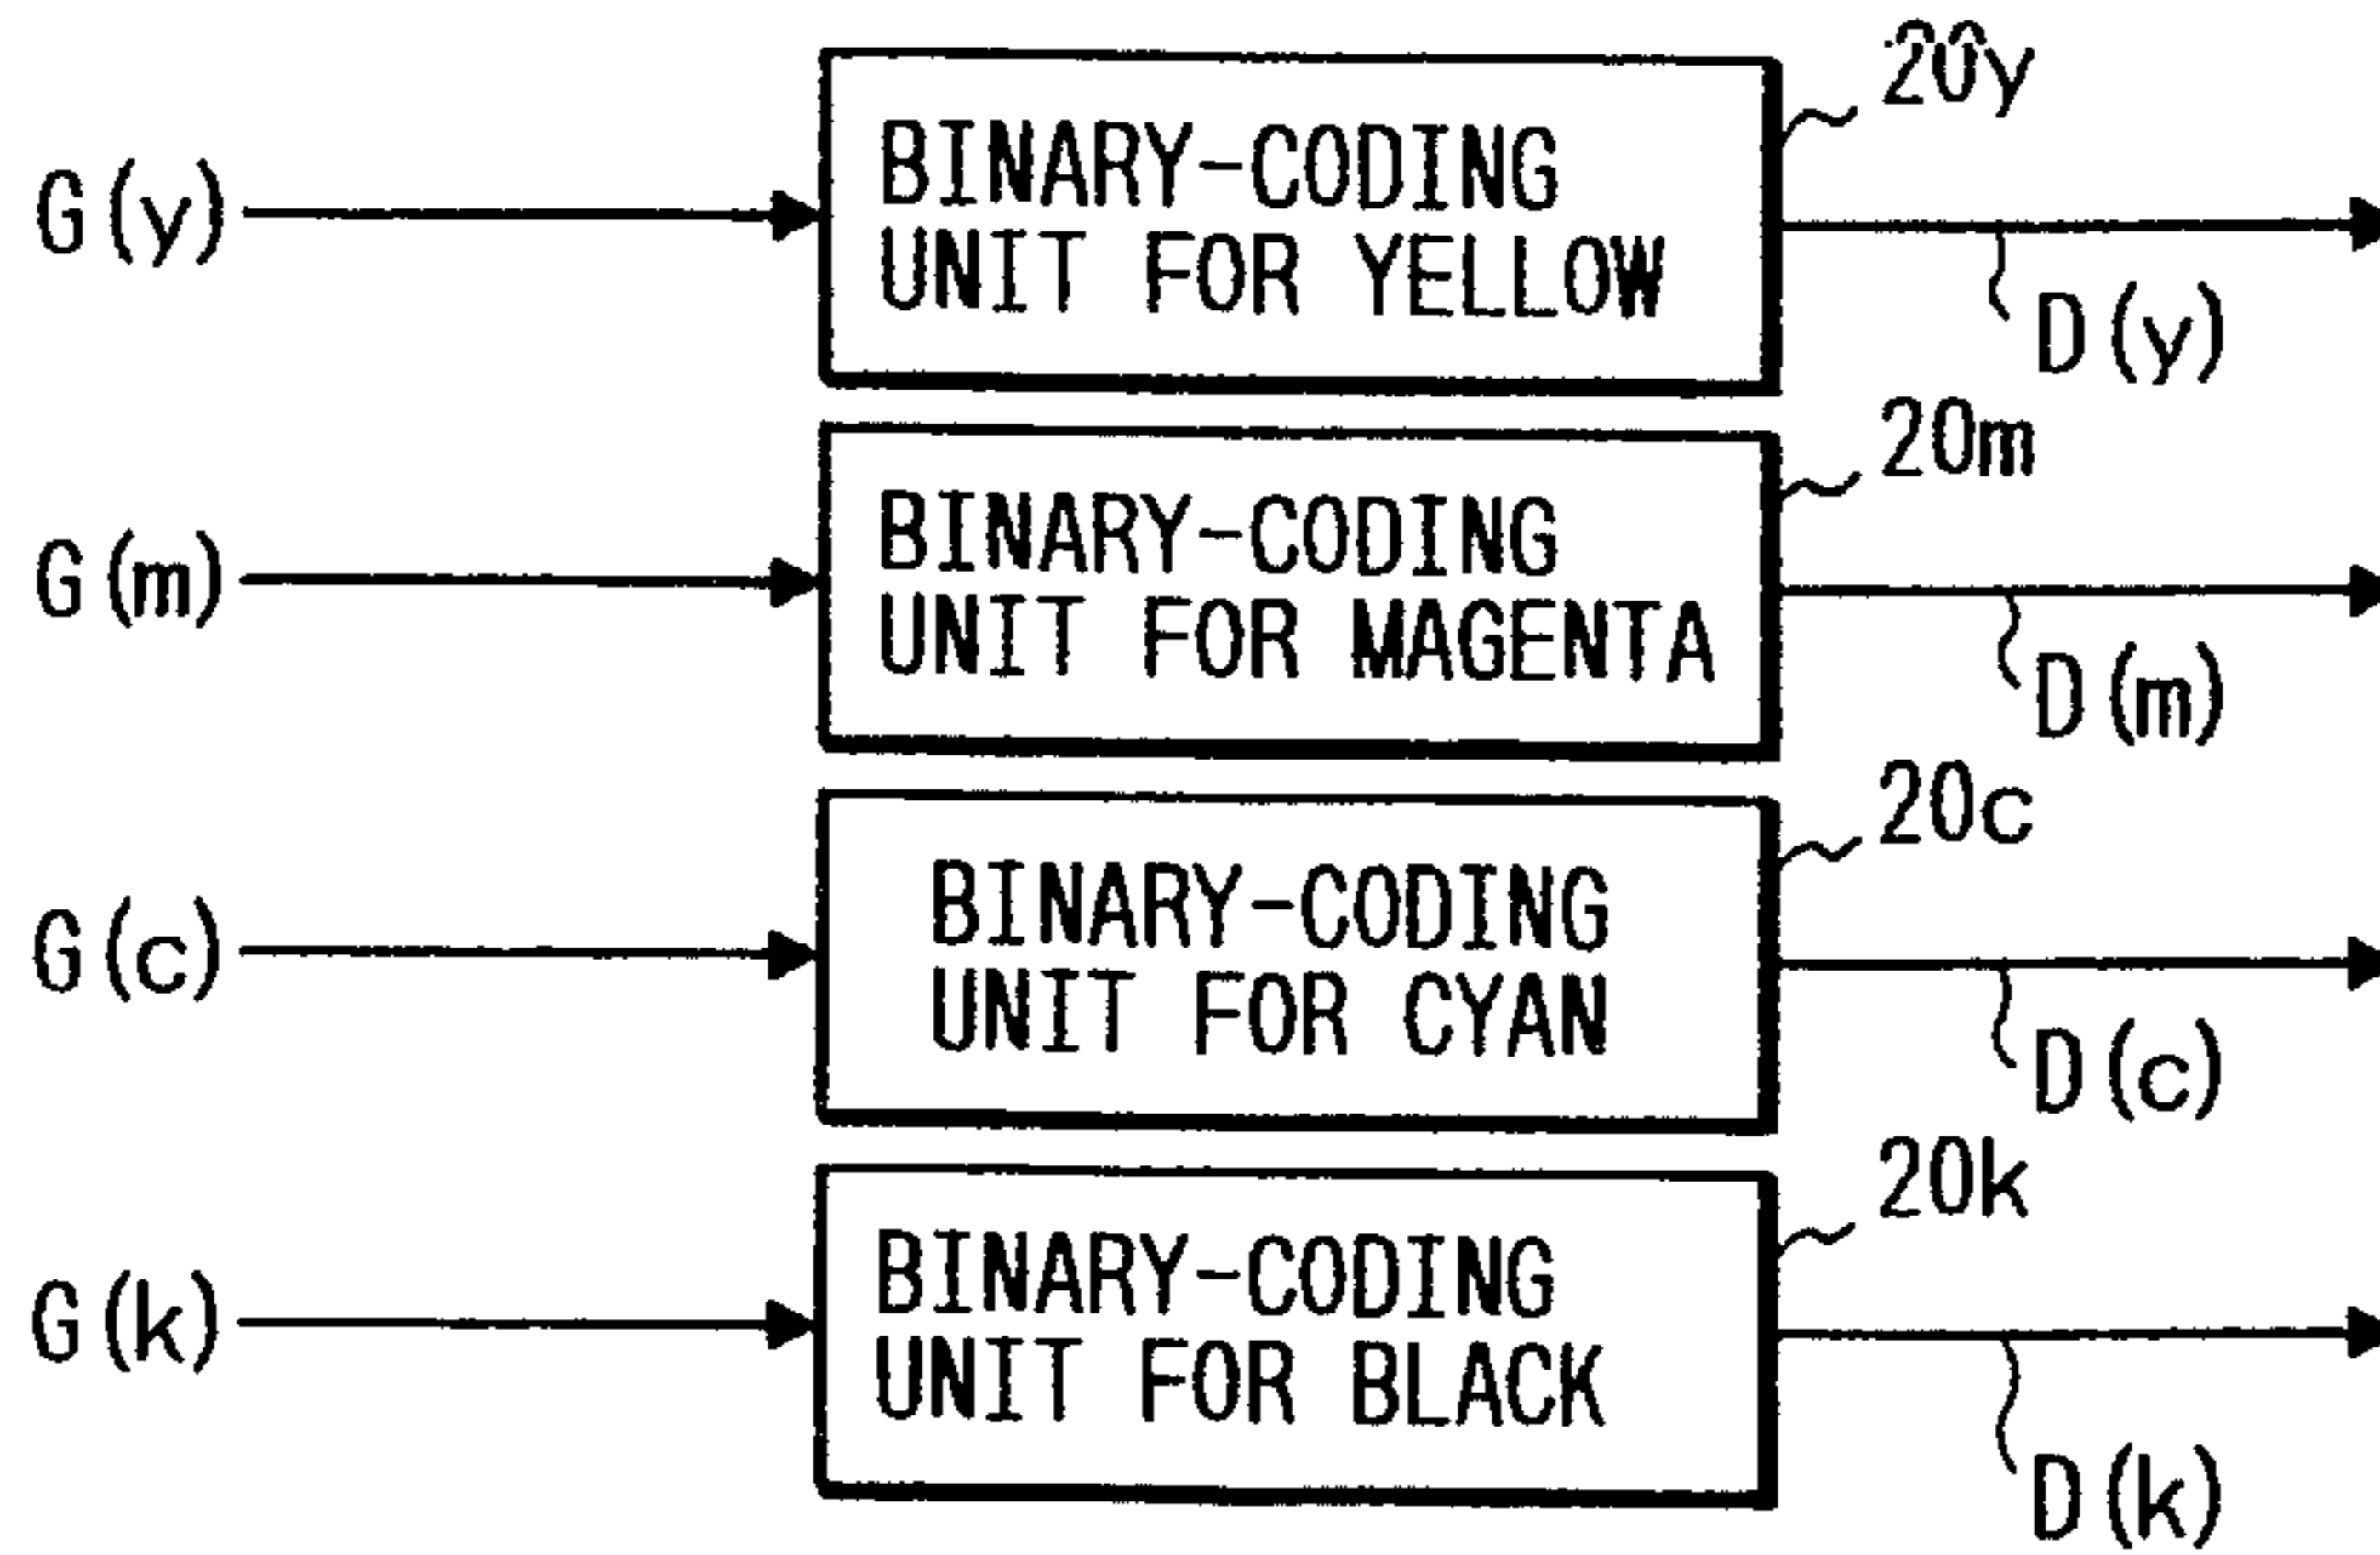 20y
G(y)
BINARY-CODING
UNIT FOR YELLOW
D(y)
20m
G(m)
BINARY-CODING
UNIT FOR MAGENTA
D(m)
20c
G(c)
BINARY-CODING
UNIT FOR CYAN
D(c)
20k
G(k)
BINARY-CODING
UNIT FOR BLACK
D(k)